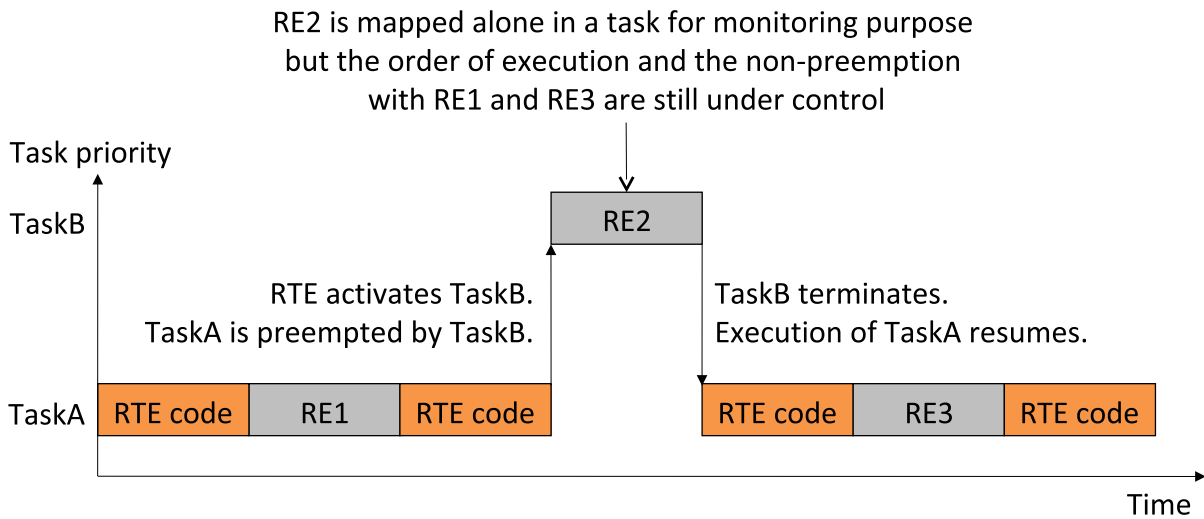 RE2 is mapped alone in a task for monitoring purpose
but the order of execution and the non-preemption
with RE1 and RE3 are still under control
Task priority
TaskB
RE2
RTE activates TaskB.
TaskA is preempted by TaskB.
TaskB terminates.
Execution of TaskA resumes.
TaskA
RTE code
RE1
RTE code
RTE code
RE3
RTE code
Time